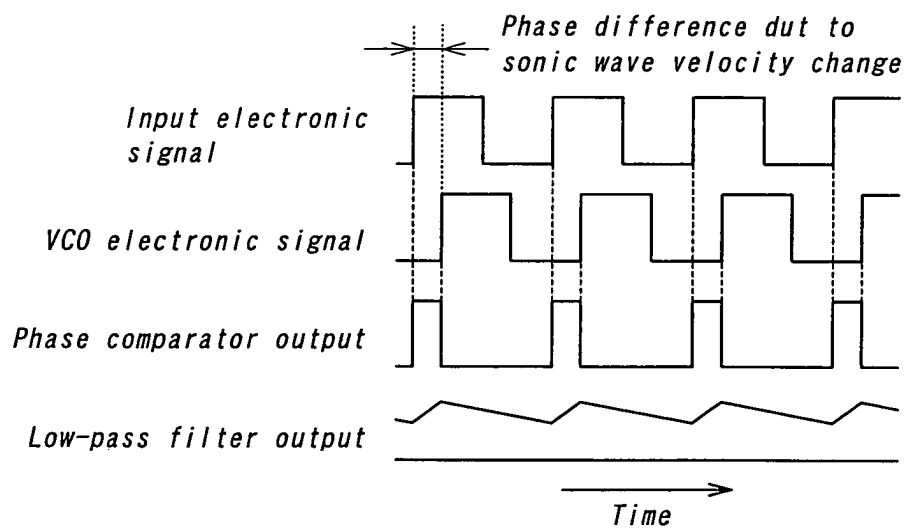 Phase difference dut to
sonic wave velocity change
Input electronic
signal
VCO electronic signal
Phase comparator output
Low-pass filter output
Time